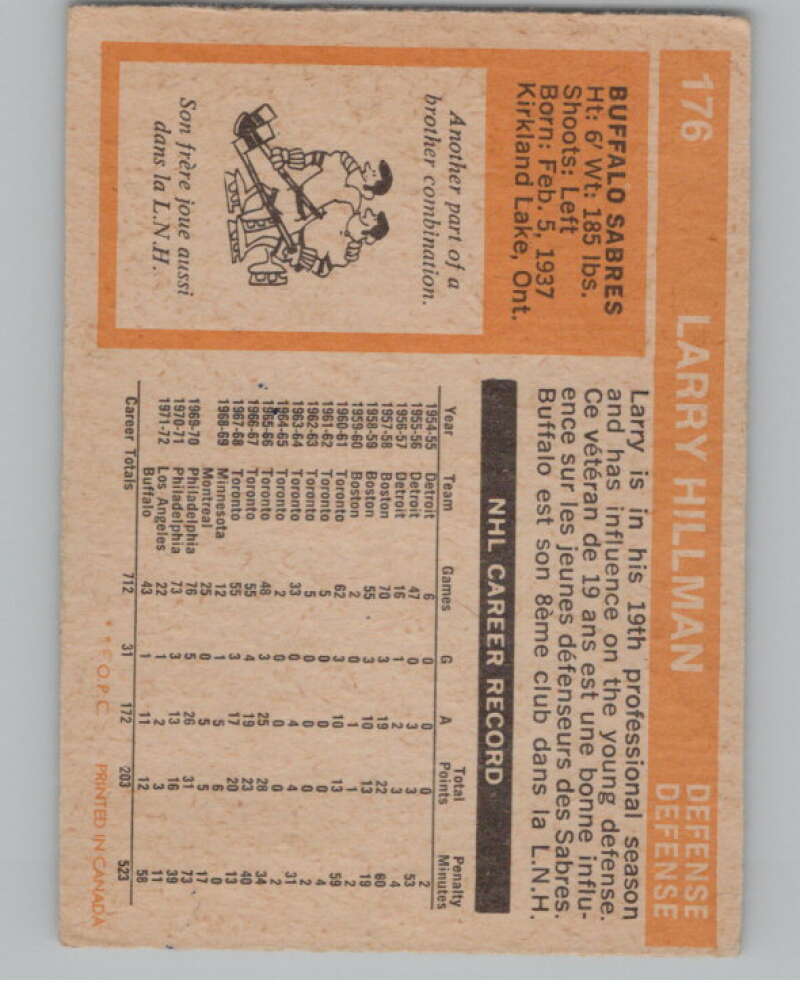 176 LARRY HILLMAN DEFENSE
DEFENSE
BUFFALO SABRES
Ht: 6' Wt: 185 lbs.
Shoots: Left
Born: Feb. 5, 1937
Kirkland Lake, Ont.
Another part of a
brother combination.
Son frère joue aussi
dans la L.N.H.
Larry is in his 19th professional season
and has influence on the young defense.
Ce vétéran de 19 ans est une bonne influ-
ence sur les jeunes défenseurs des Sabres.
Buffalo est son 8ème club dans la L.N.H.
NHL CAREER RECORD
Year Team Games G A Total Points Penalty Minutes
1954-55 Detroit 6 0 0 0 2
1955-56 Detroit 47 0 3 3 53
1956-57 Detroit 16 1 2 3 4
1957-58 Boston 70 3 19 22 60
1958-59 Boston 55 3 10 13 19
1959-60 Boston 2 0 1 1 2
1960-61 Toronto 62 3 10 13 59
1961-62 Toronto 5 0 0 0 4
1962-63 Toronto 5 0 0 0 2
1963-64 Toronto 33 0 4 4 31
1964-65 Toronto 2 0 0 0 2
1965-66 Toronto 48 3 25 28 34
1966-67 Toronto 55 4 19 23 40
1967-68 Toronto 55 3 17 20 13
1968-69 Minnesota 12 1 5 6 0
Montreal 25 0 5 5 17
1969-70 Philadelphia 76 5 26 31 73
1970-71 Philadelphia 73 3 13 16 39
1971-72 Los Angeles 22 1 2 3 11
Buffalo 43 1 11 12 58
Career Totals 712 31 172 203 523
O.P.C. PRINTED IN CANADA